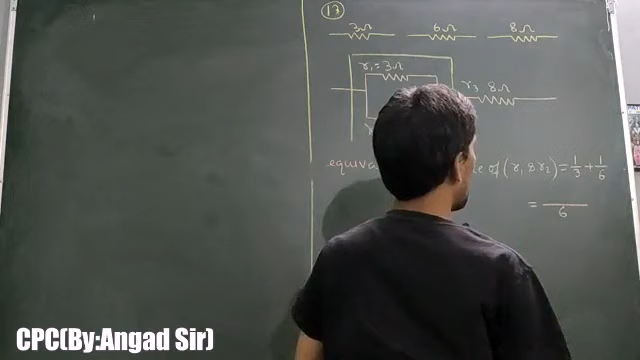 17
3Ω 6Ω 8Ω
r₁ = 3Ω
r₃ 8Ω
of (r₁ & r₂) = 1/3 + 1/6
= /6
CPC(By:Angad Sir)